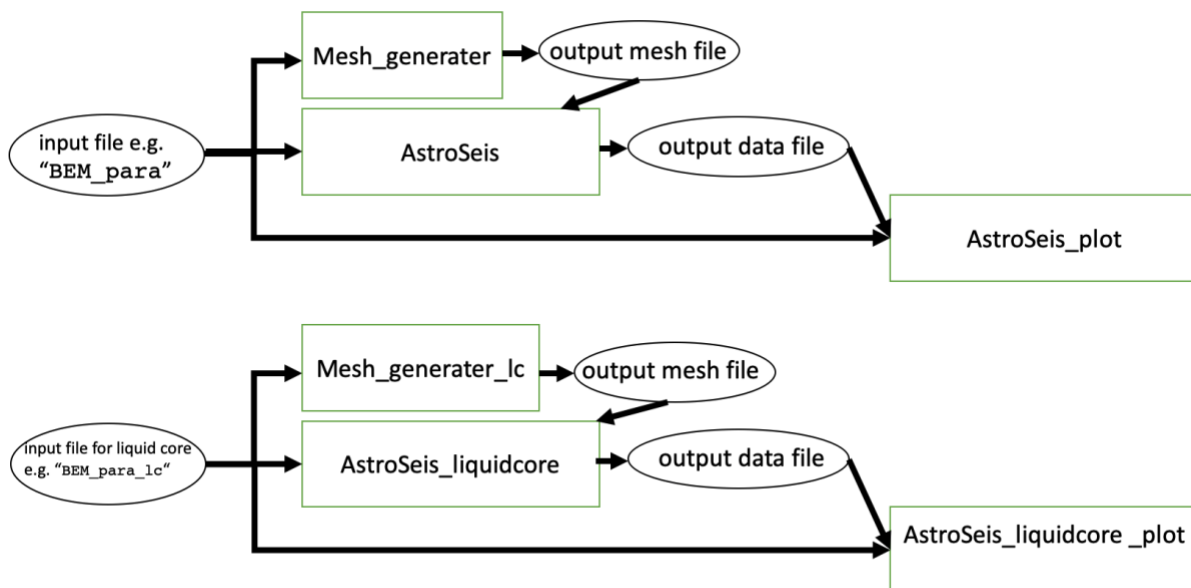 Mesh_generater
output mesh file
input file e.g.
“BEM_para”
AstroSeis
output data file
AstroSeis_plot
Mesh_generater_lc
output mesh file
input file for liquid core
e.g. “BEM_para_lc“
AstroSeis_liquidcore
output data file
AstroSeis_liquidcore _plot